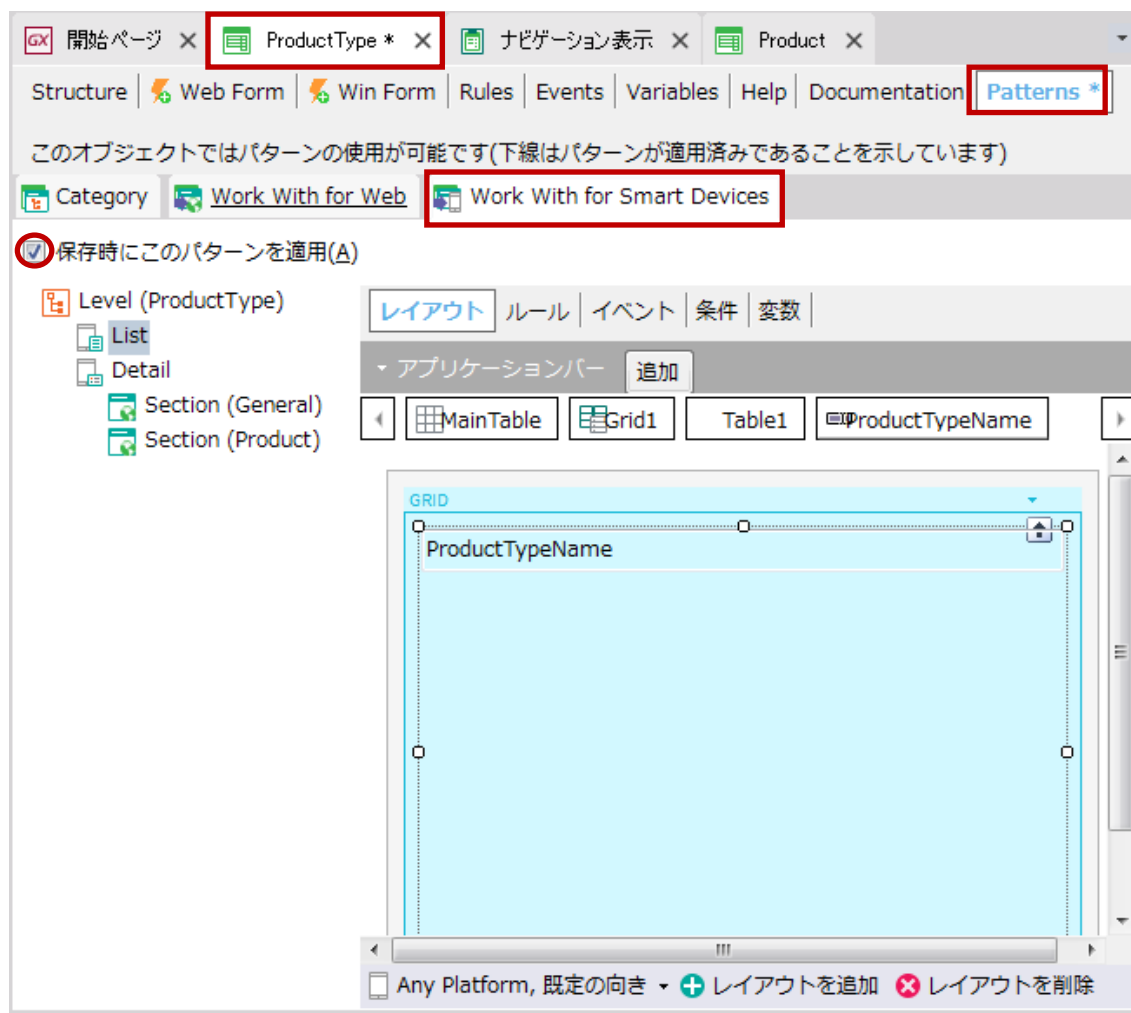 GX 開始ページ ProductType * ナビゲーション表示 Product
Structure Web Form Win Form Rules Events Variables Help Documentation Patterns *
このオブジェクトではパターンの使用が可能です(下線はパターンが適用済みであることを示しています)
Category Work With for Web Work With for Smart Devices
保存時にこのパターンを適用(A)
Level (ProductType)
List
Detail
Section (General)
Section (Product)
レイアウト ルール イベント 条件 変数
アプリケーションバー 追加
MainTable Grid1 Table1 ProductTypeName
GRID
ProductTypeName
Any Platform, 既定の向き レイアウトを追加 レイアウトを削除